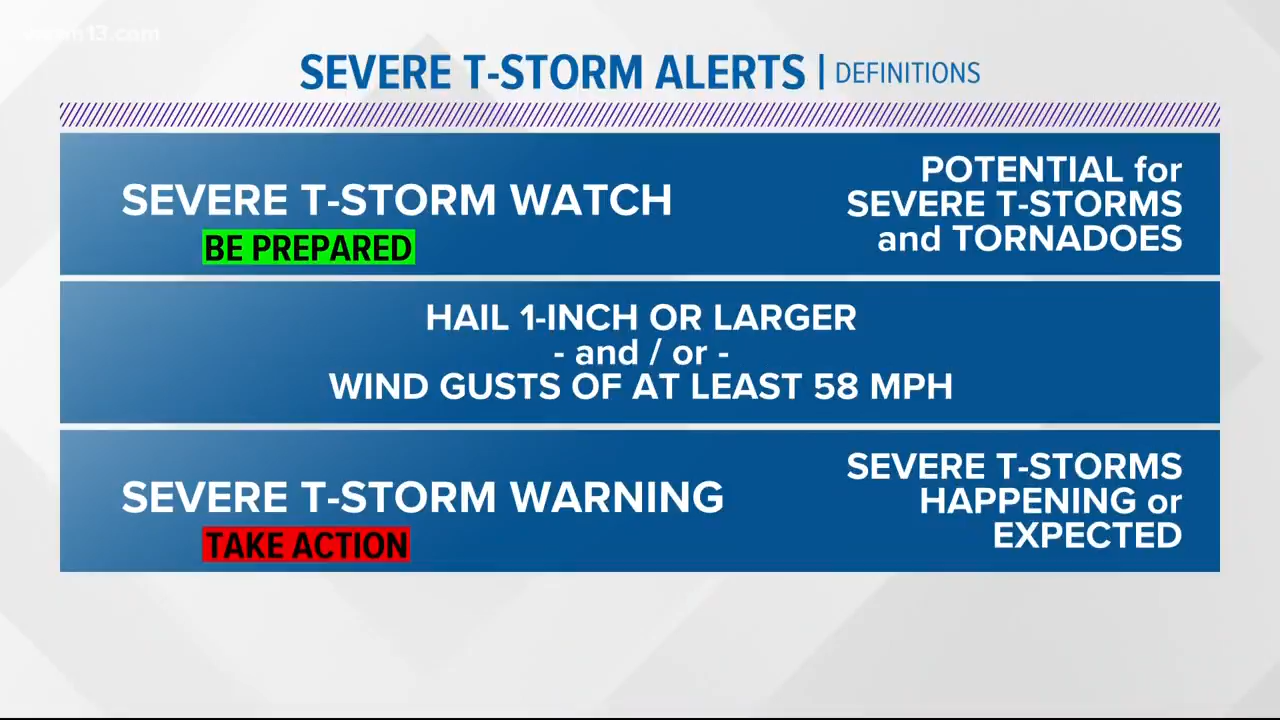 13.com
SEVERE T-STORM ALERTS | DEFINITIONS
SEVERE T-STORM WATCH
BE PREPARED
POTENTIAL for
SEVERE T-STORMS
and TORNADOES
HAIL 1-INCH OR LARGER
- and / or -
WIND GUSTS OF AT LEAST 58 MPH
SEVERE T-STORM WARNING
TAKE ACTION
SEVERE T-STORMS
HAPPENING or
EXPECTED